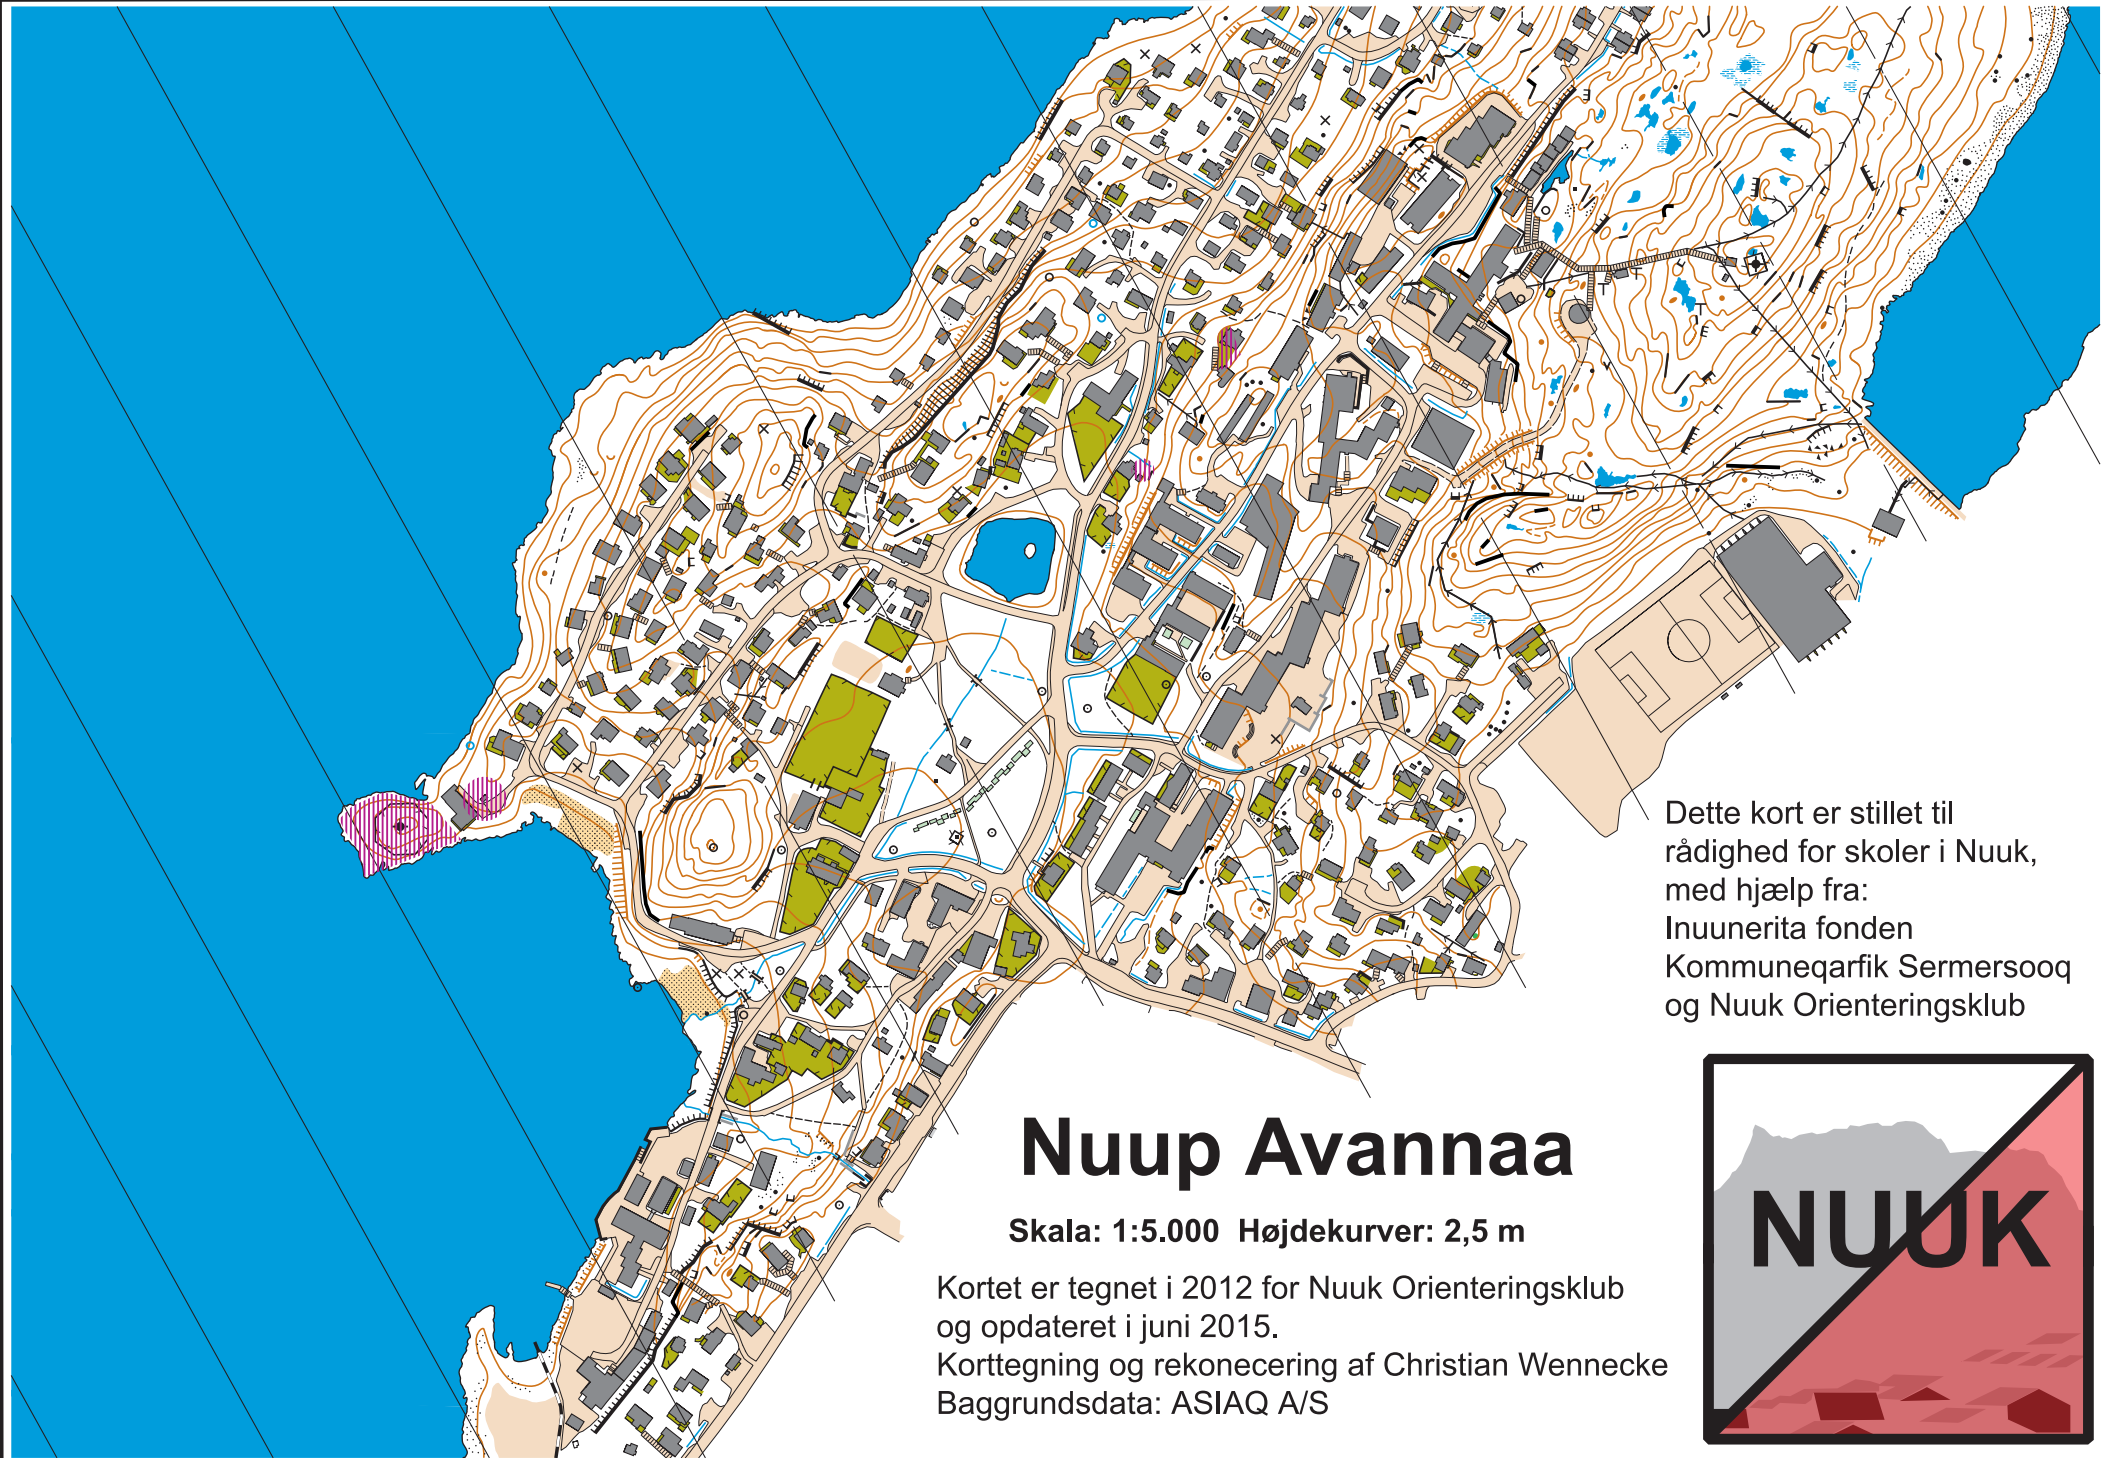 Dette kort er stillet til
rådighed for skoler i Nuuk,
med hjælp fra:
Inuunerita fonden
Kommuneqarfik Sermersooq
og Nuuk Orienteringsklub
Nuup Avannaa
Skala: 1:5.000 Højdekurver: 2,5 m
Kortet er tegnet i 2012 for Nuuk Orienteringsklub
og opdateret i juni 2015.
Korttegning og rekonecering af Christian Wennecke
Baggrundsdata: ASIAQ A/S
NUUK